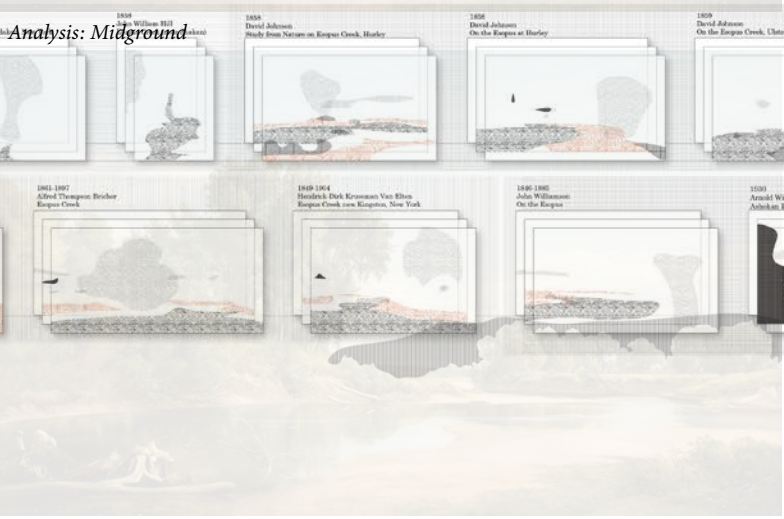 Analysis: Midground
1858
John William Hill
1858
David Johnson
Study from Nature on Esopus Creek, Hurley
1858
David Johnson
On the Esopus at Hurley
1859
David Johnson
On the Esopus Creek,
1861-1897
Alfred Thompson Bricher
Esopus Creek
1849-1904
Hendrick-Dirk Kruseman Van Elten
Esopus Creek near Kingston, New York
1846-1885
John Williamson
On the Esopus
1930
Arnold
Ashokan